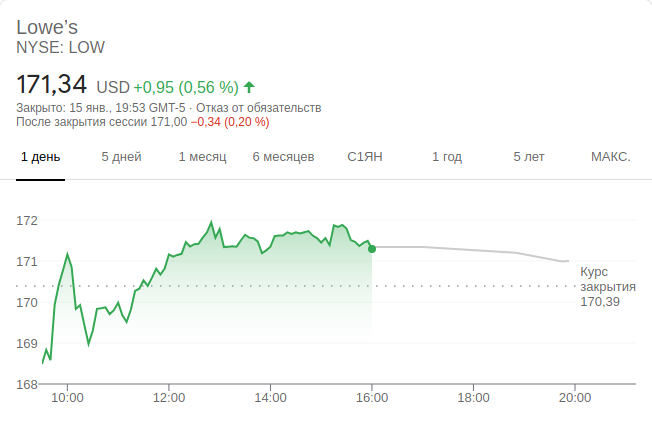 Lowe's
NYSE: LOW
171,34 USD +0,95 (0,56 %)
Закрыто: 15 янв., 19:53 GMT-5 · Отказ от обязательств
После закрытия сессии 171,00 −0,34 (0,20 %)
1 день 5 дней 1 месяц 6 месяцев С1ЯН 1 год 5 лет МАКС.
172
171
170
169
168
Курс
закрытия
170,39
10:00 12:00 14:00 16:00 18:00 20:00